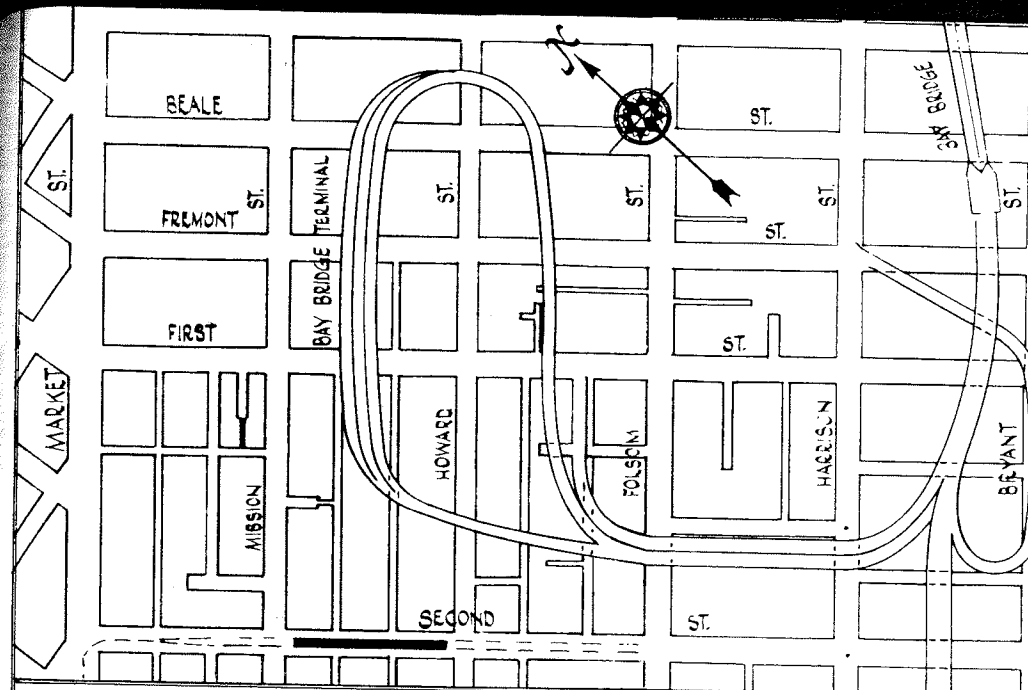 BEALE ST.
FREMONT ST.
FIRST ST.
SECOND ST.
MARKET ST.
MISSION ST.
BAY BRIDGE TERMINAL
HOWARD ST.
FOLSOM ST.
HARRISON ST.
BRYANT ST.
BAY BRIDGE
N